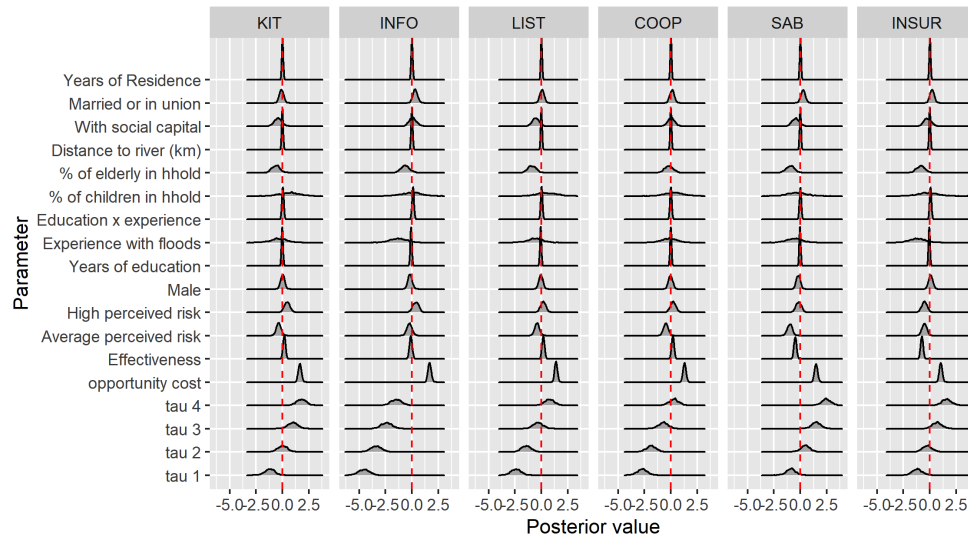 KIT INFO LIST COOP SAB INSUR
Parameter
Years of Residence
Married or in union
With social capital
Distance to river (km)
% of elderly in hhold
% of children in hhold
Education x experience
Experience with floods
Years of education
Male
High perceived risk
Average perceived risk
Effectiveness
opportunity cost
tau 4
tau 3
tau 2
tau 1
-5.0-2.50.0 2.5 -5.0-2.50.0 2.5 -5.0-2.50.0 2.5 -5.0-2.50.0 2.5 -5.0-2.50.0 2.5 -5.0-2.50.0 2.5
Posterior value